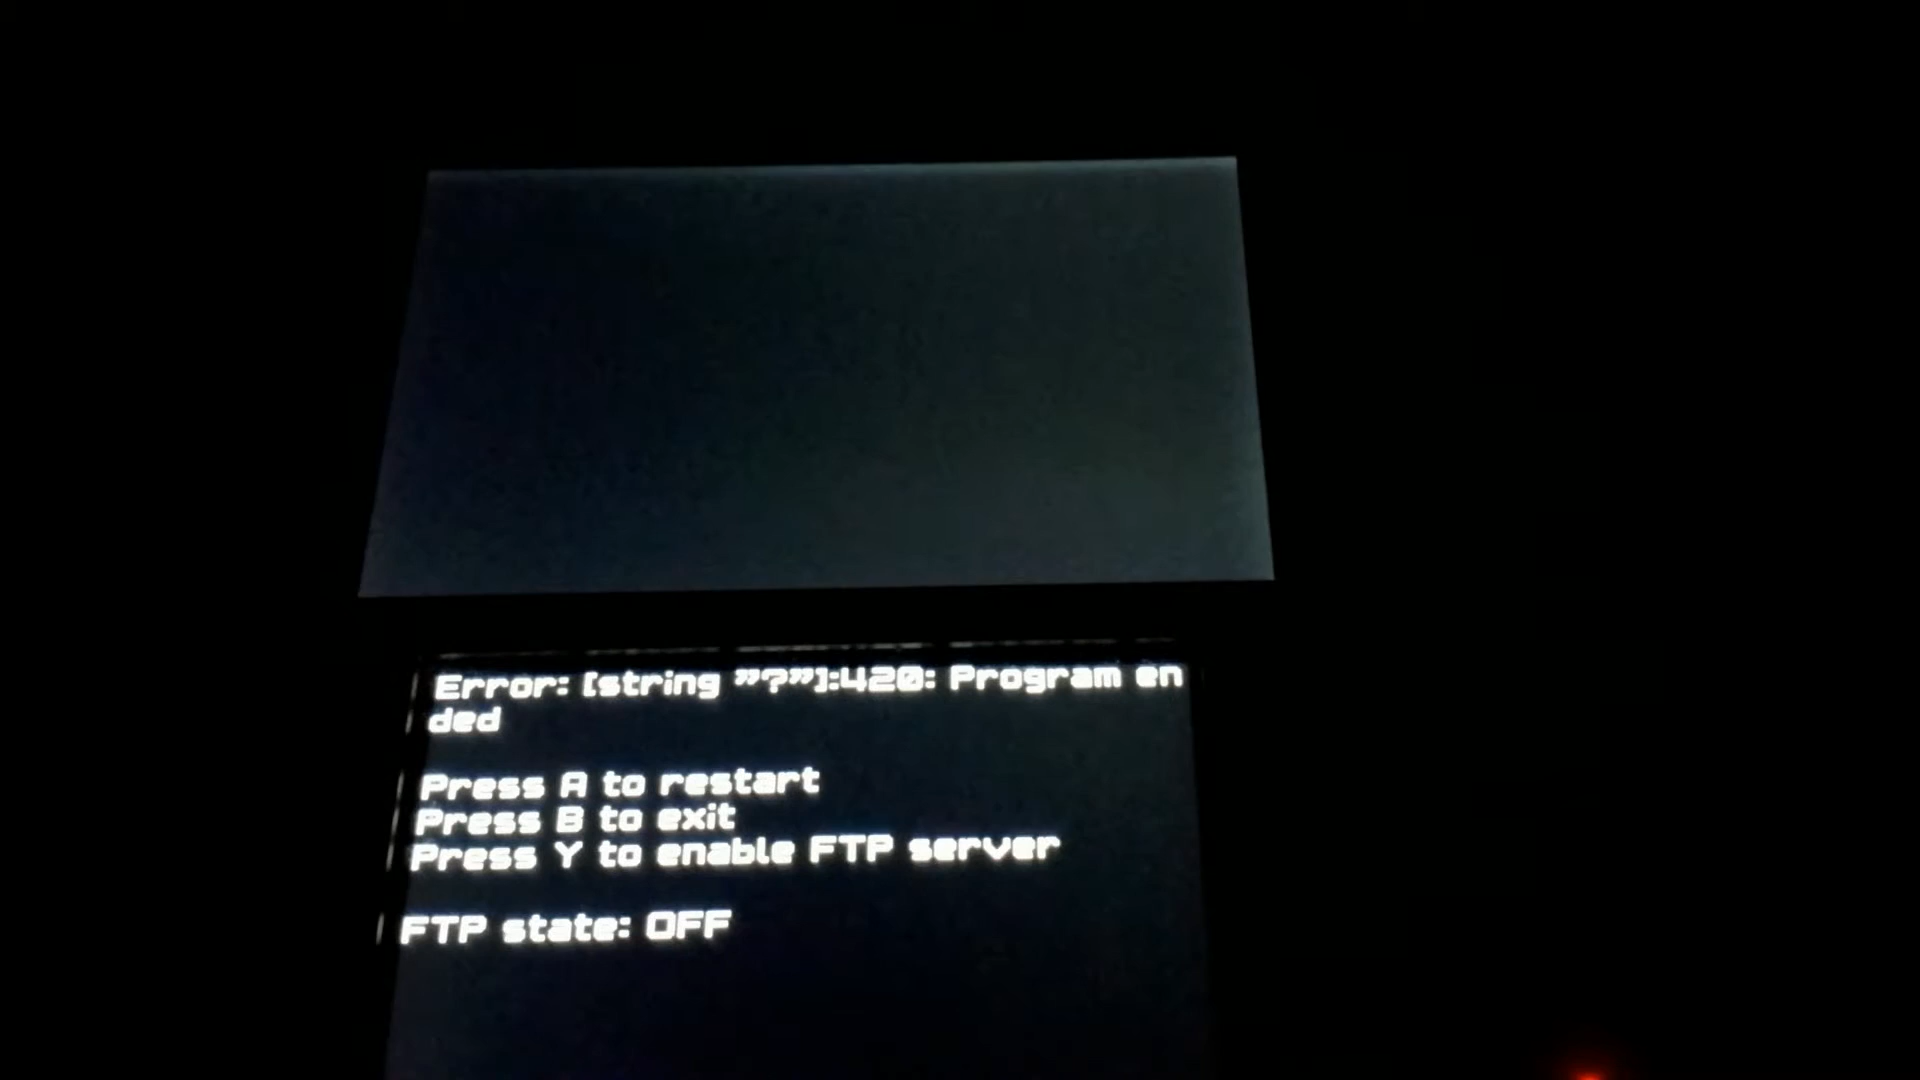 Error: [string "?"]:420: Program en
ded
Press A to restart
Press B to exit
Press Y to enable FTP server
FTP state: OFF